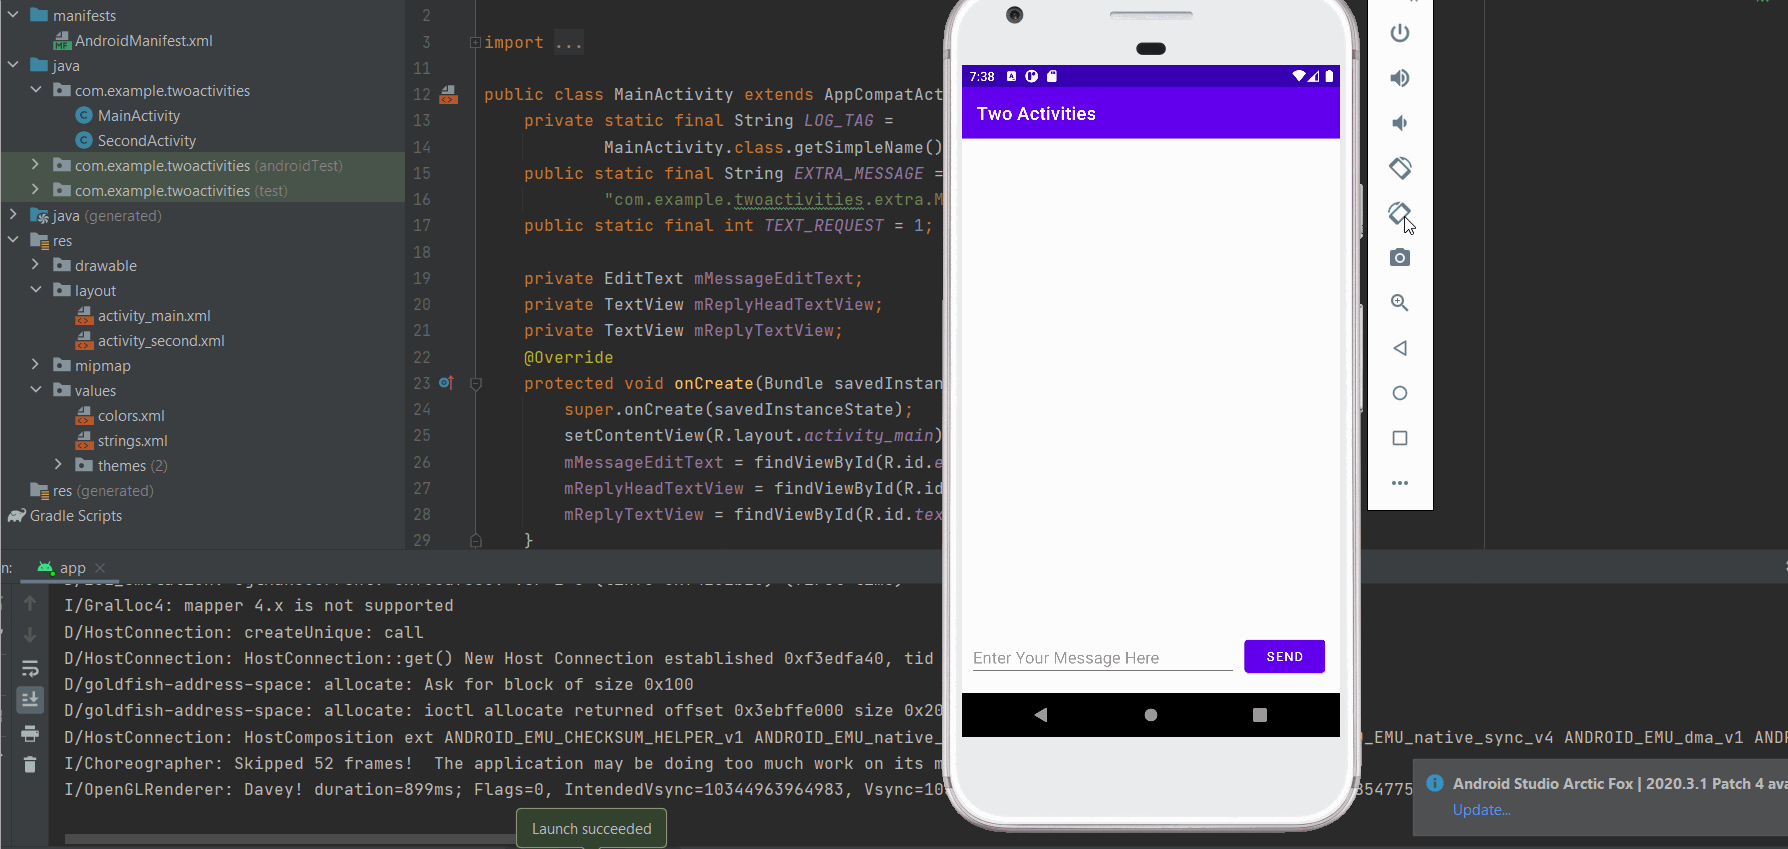 manifests
AndroidManifest.xml
java
com.example.twoactivities
MainActivity
SecondActivity
com.example.twoactivities (androidTest)
com.example.twoactivities (test)
java (generated)
res
drawable
layout
activity_main.xml
activity_second.xml
mipmap
values
colors.xml
strings.xml
themes (2)
res (generated)
Gradle Scripts
2
3 import ...
11
12 public class MainActivity extends AppCompatAct
13 private static final String LOG_TAG =
14 MainActivity.class.getSimpleName()
15 public static final String EXTRA_MESSAGE =
16 "com.example.twoactivities.extra.M
17 public static final int TEXT_REQUEST = 1;
18
19 private EditText mMessageEditText;
20 private TextView mReplyHeadTextView;
21 private TextView mReplyTextView;
22 @Override
23 protected void onCreate(Bundle savedInstan
24 super.onCreate(savedInstanceState);
25 setContentView(R.layout.activity_main)
26 mMessageEditText = findViewById(R.id.e
27 mReplyHeadTextView = findViewById(R.id
28 mReplyTextView = findViewById(R.id.tex
29 }
7:38
Two Activities
Enter Your Message Here
SEND
n: app
I/Gralloc4: mapper 4.x is not supported
D/HostConnection: createUnique: call
D/HostConnection: HostConnection::get() New Host Connection established 0xf3edfa40, tid
D/goldfish-address-space: allocate: Ask for block of size 0x100
D/goldfish-address-space: allocate: ioctl allocate returned offset 0x3ebffe000 size 0x20
D/HostConnection: HostComposition ext ANDROID_EMU_CHECKSUM_HELPER_v1 ANDROID_EMU_native_ _EMU_native_sync_v4 ANDROID_EMU_dma_v1 AND
I/Choreographer: Skipped 52 frames! The application may be doing too much work on its m
I/OpenGLRenderer: Davey! duration=899ms; Flags=0, IntendedVsync=10344963964983, Vsync=10 54775
Launch succeeded
Android Studio Arctic Fox | 2020.3.1 Patch 4 ava
Update...